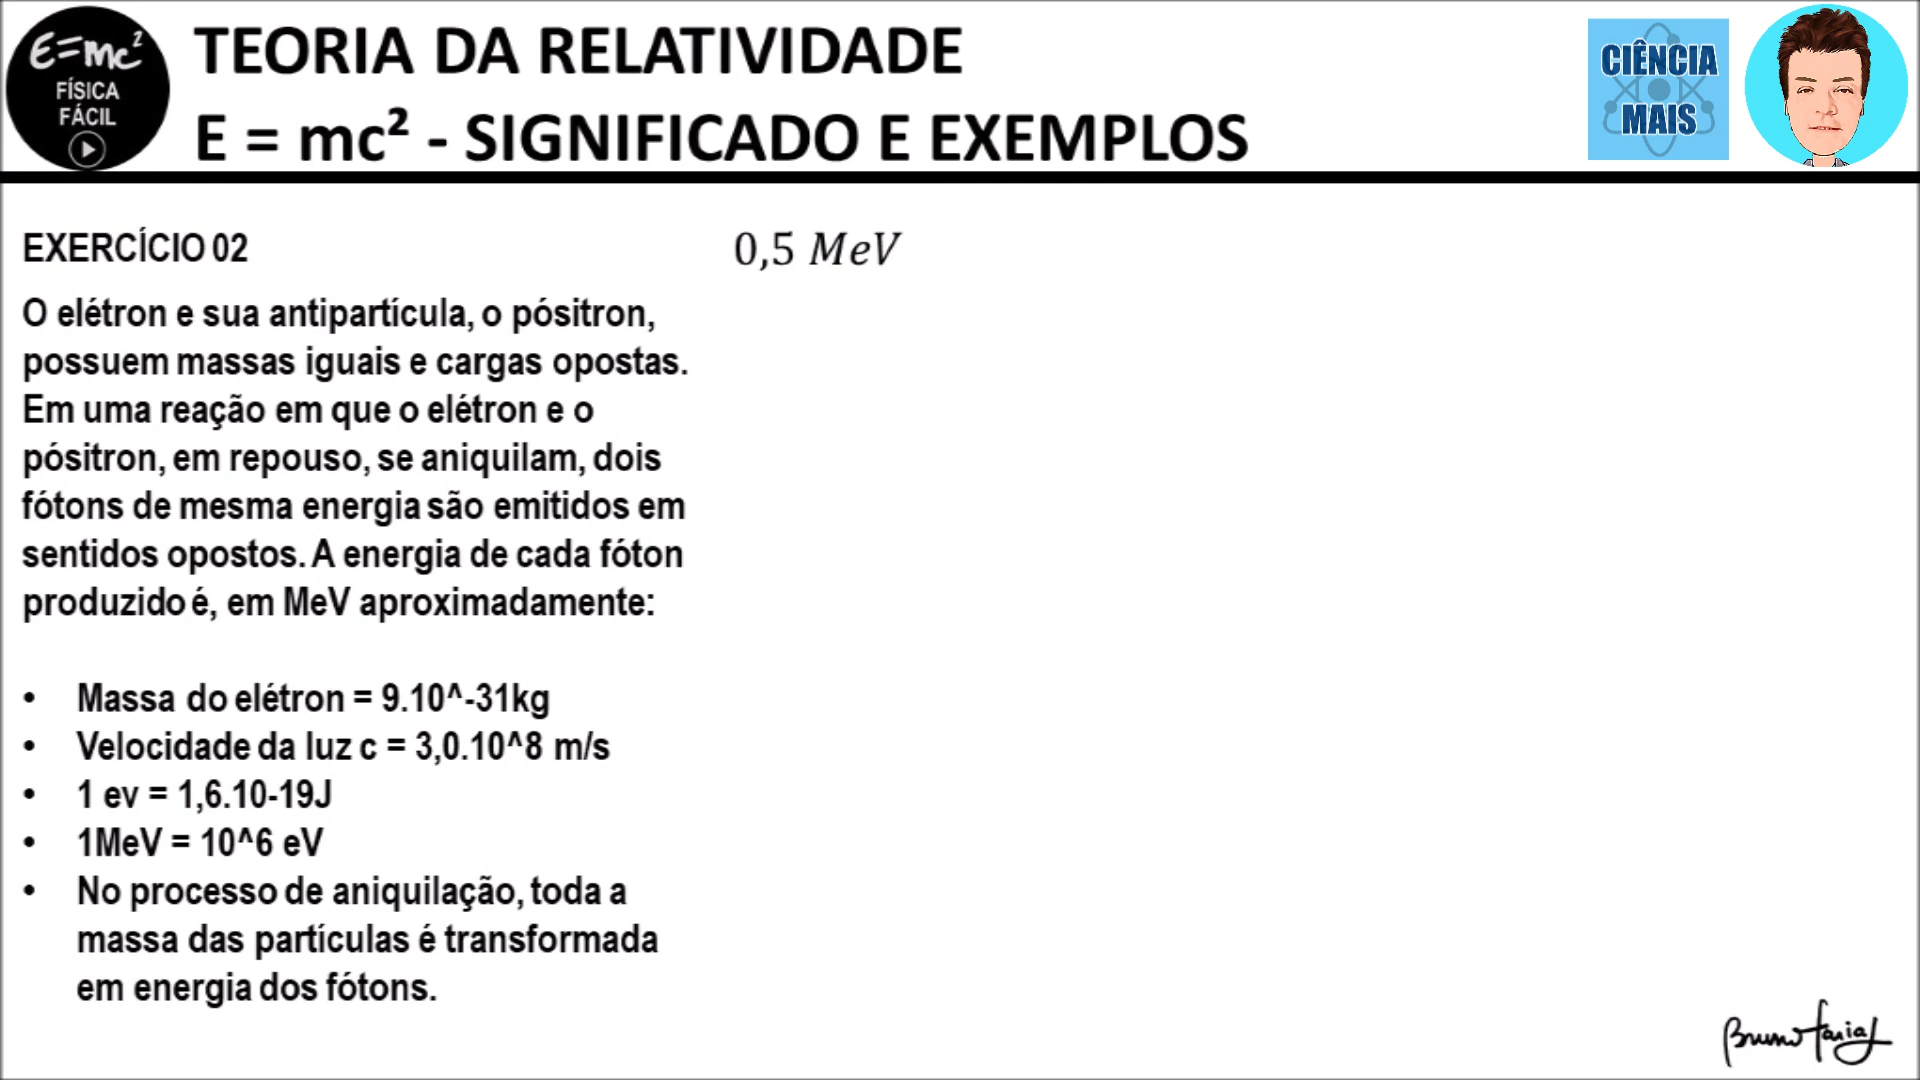 E=mc²
FÍSICA
FÁCIL
TEORIA DA RELATIVIDADE
E = mc² - SIGNIFICADO E EXEMPLOS
CIÊNCIA
MAIS
EXERCÍCIO 02
0,5 MeV
O elétron e sua antipartícula, o pósitron,
possuem massas iguais e cargas opostas.
Em uma reação em que o elétron e o
pósitron, em repouso, se aniquilam, dois
fótons de mesma energia são emitidos em
sentidos opostos. A energia de cada fóton
produzido é, em MeV aproximadamente:
• Massa do elétron = 9.10^-31kg
• Velocidade da luz c = 3,0.10^8 m/s
• 1 ev = 1,6.10-19J
• 1MeV = 10^6 eV
• No processo de aniquilação, toda a
massa das partículas é transformada
em energia dos fótons.
Bruno Farias